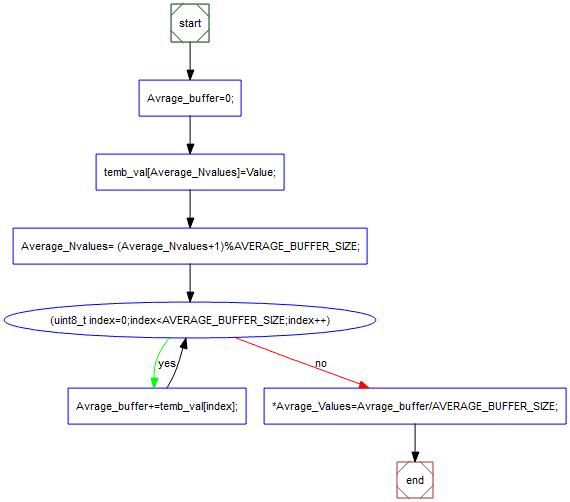 start
Avrage_buffer=0;
temb_val[Average_Nvalues]=Value;
Average_Nvalues= (Average_Nvalues+1)%AVERAGE_BUFFER_SIZE;
(uint8_t index=0;index<AVERAGE_BUFFER_SIZE;index++)
yes
no
Avrage_buffer+=temb_val[index];
*Avrage_Values=Avrage_buffer/AVERAGE_BUFFER_SIZE;
end